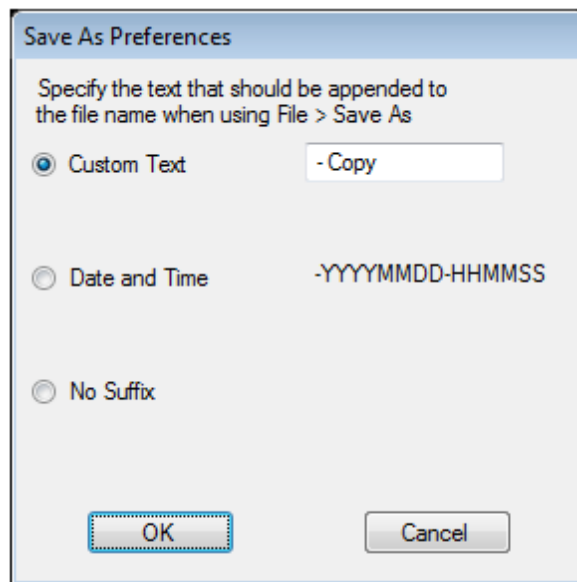 Save As Preferences
Specify the text that should be appended to
the file name when using File > Save As
Custom Text - Copy
Date and Time -YYYYMMDD-HHMMSS
No Suffix
OK Cancel